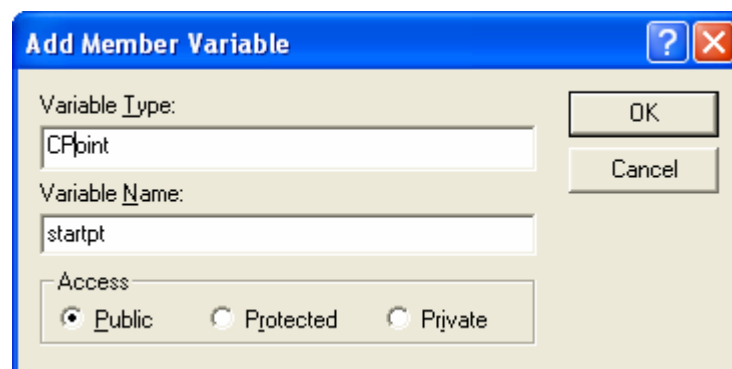 Add Member Variable
Variable Type:
OK
CPoint
Cancel
Variable Name:
startpt
Access
Public Protected Private